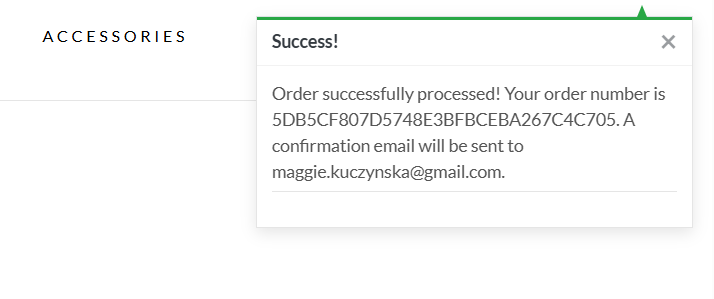 ACCESSORIES
Success!
Order successfully processed! Your order number is
5DB5CF807D5748E3BFBCEBA267C4C705. A
confirmation email will be sent to
maggie.kuczynska@gmail.com.